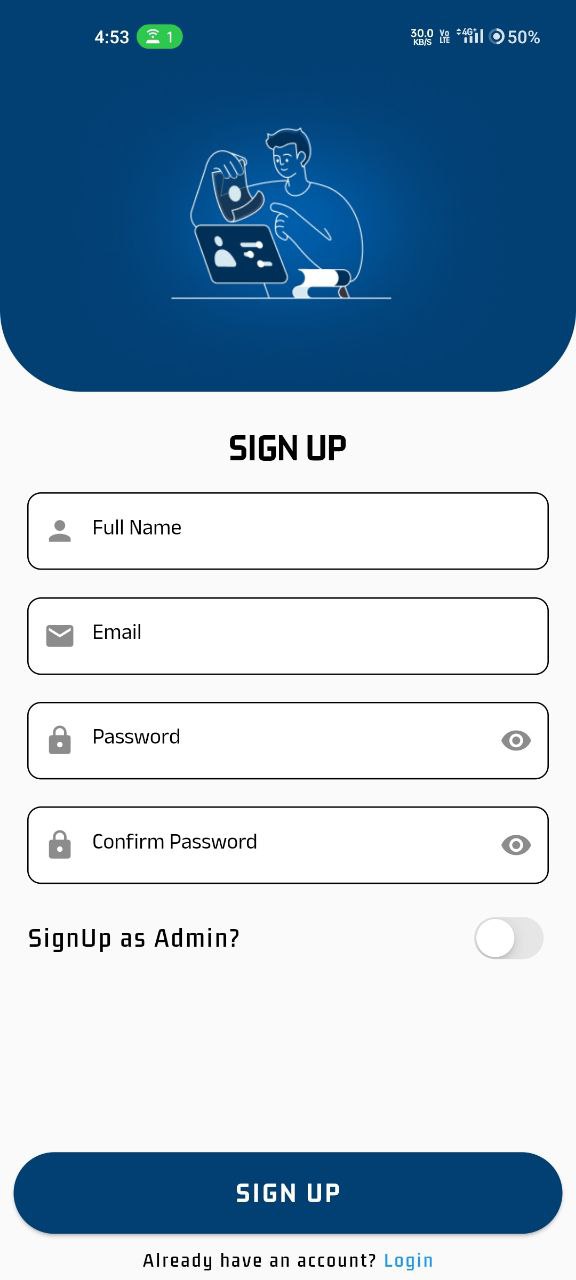 4:53 1 30.0 KB/S Vo LTE 4G+ 50%
SIGN UP
Full Name
Email
Password
Confirm Password
SignUp as Admin?
SIGN UP
Already have an account? Login